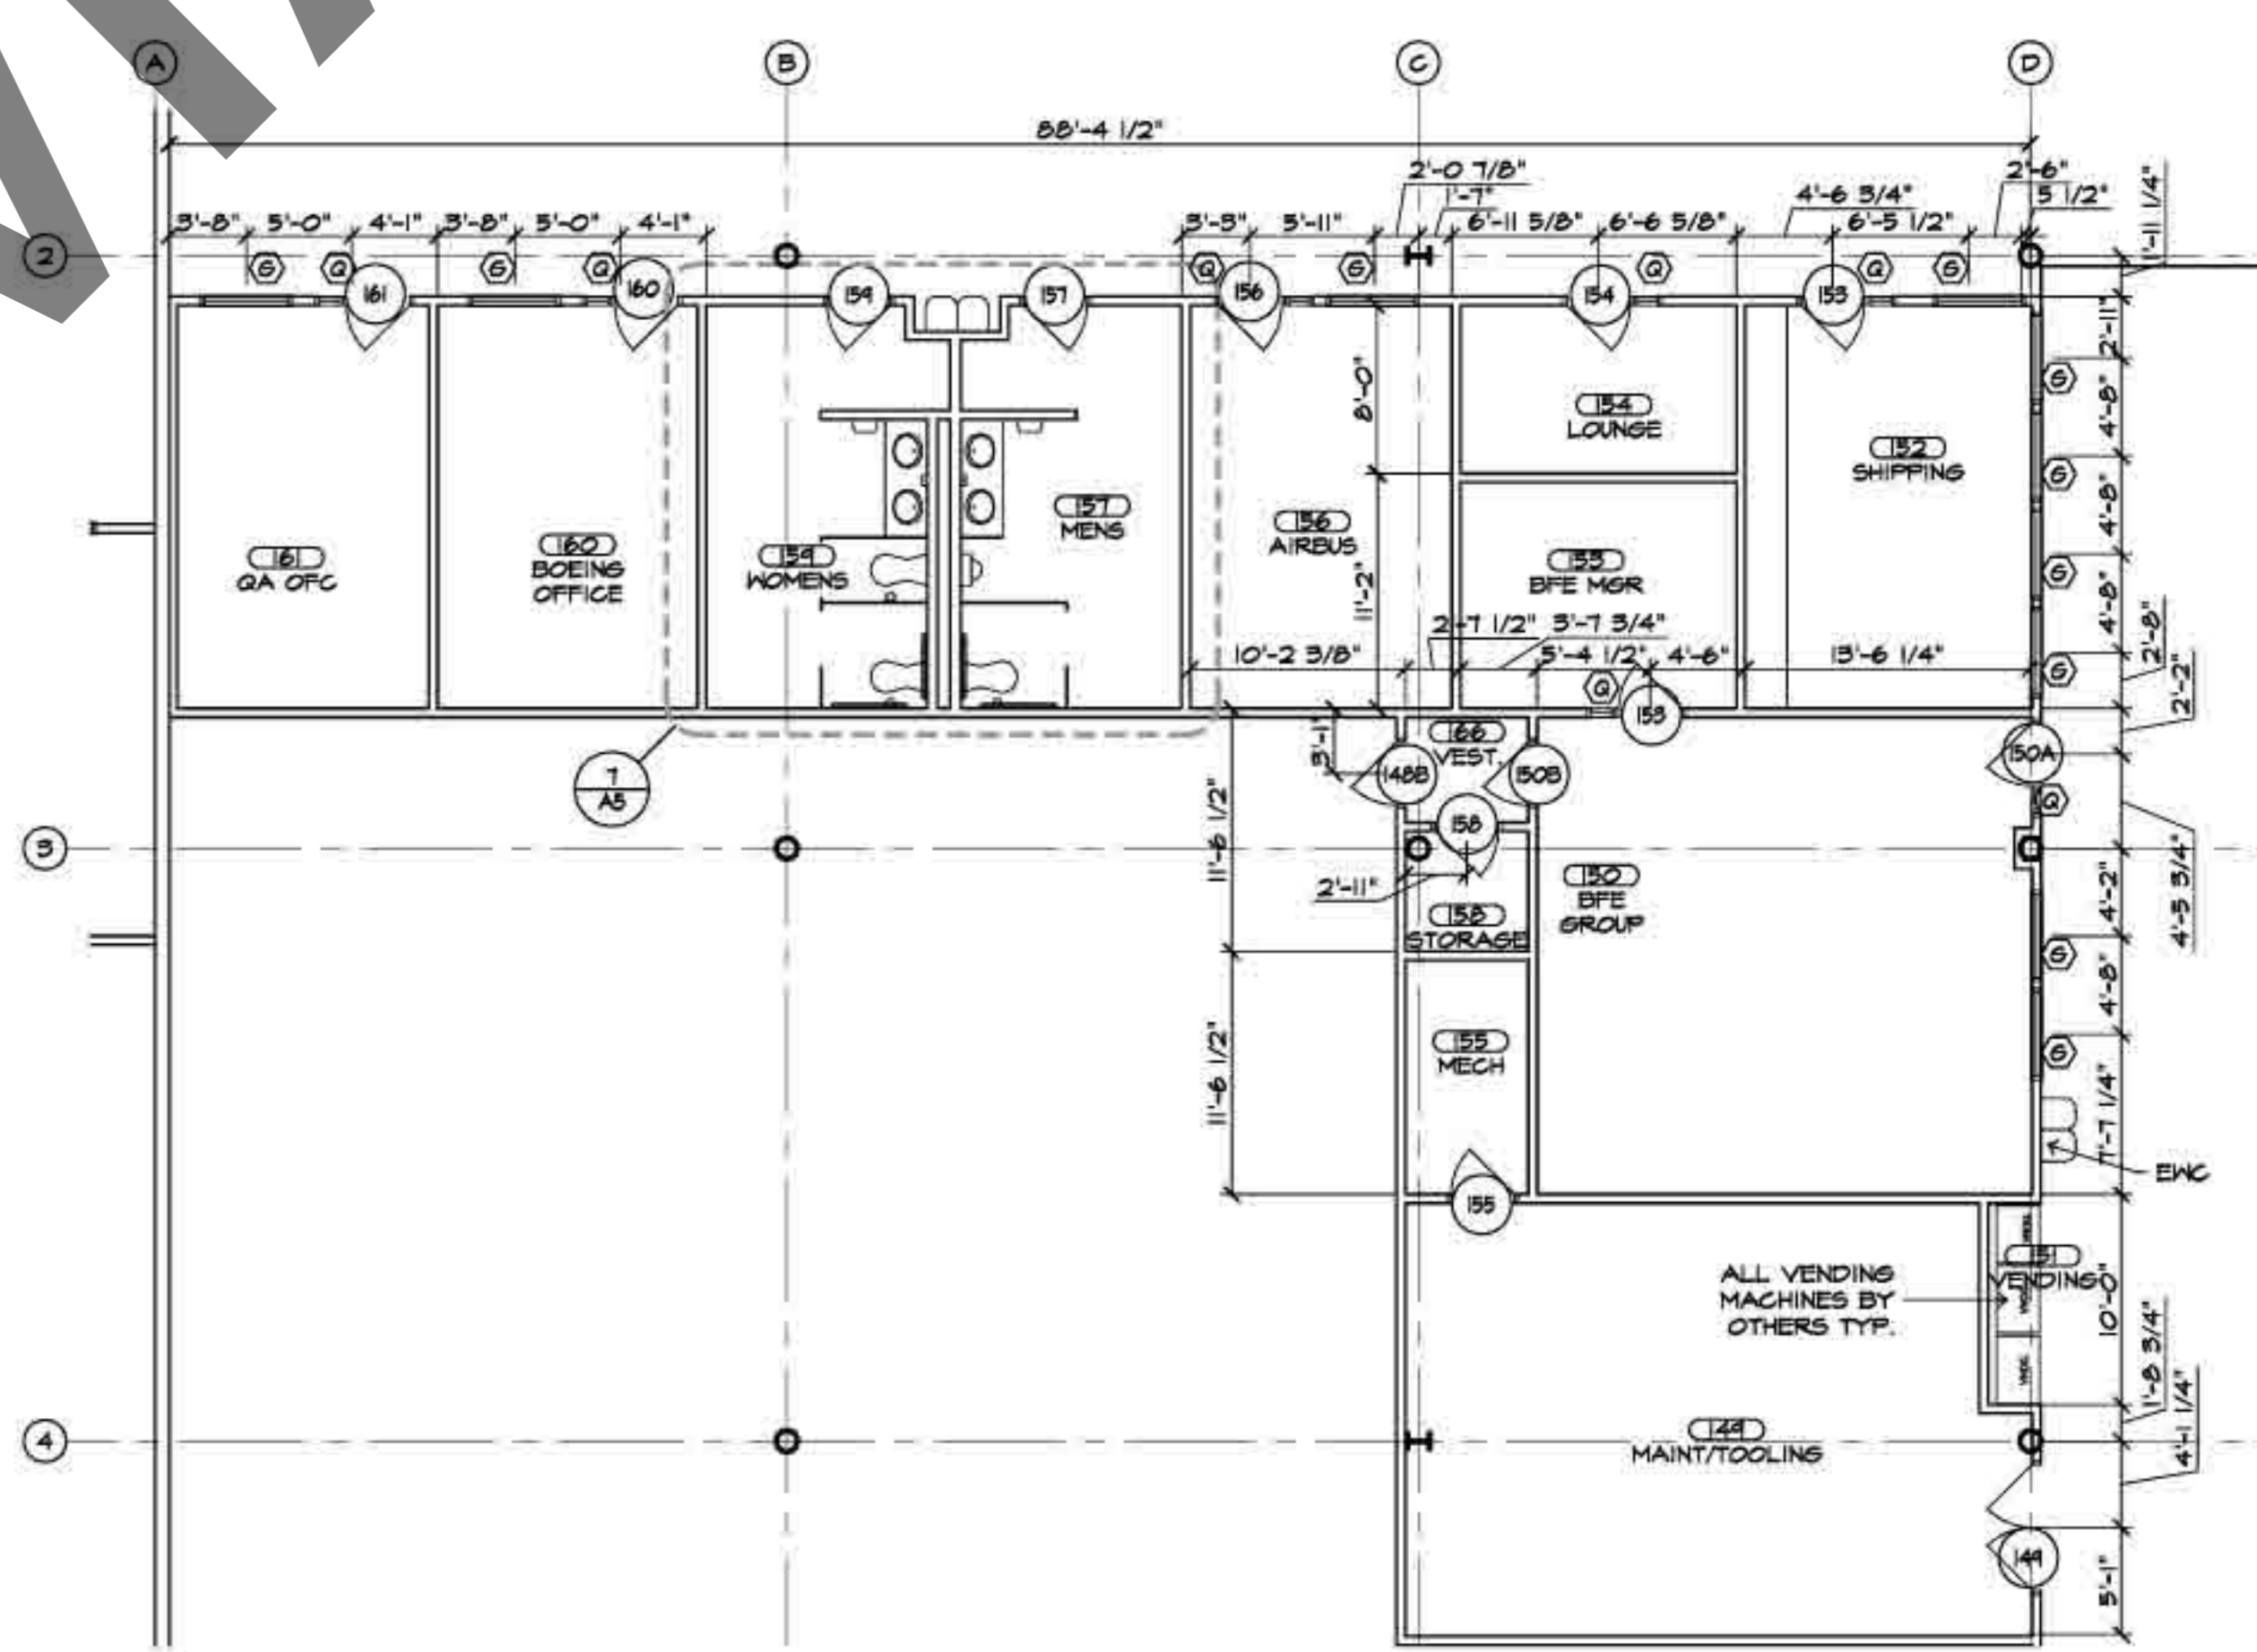 A
B
C
D
88'-4 1/2"
2'-0 7/8"
1'-7"
2'-6"
5 1/2"
1'-11 1/4"
3'-8"
5'-0"
4'-1"
3'-8"
5'-0"
4'-1"
3'-3"
5'-11"
6'-11 5/8"
6'-6 5/8"
4'-6 3/4"
6'-5 1/2"
2
G
Q
G
Q
Q
G
Q
Q
G
161
160
159
157
156
154
153
2'-11"
G
4'-8"
8'-0"
154
LOUNGE
152
SHIPPING
G
4'-8"
157
MENS
156
AIRBUS
161
QA OFC
160
BOEING
OFFICE
159
WOMENS
153
BFE MGR
G
4'-8"
11'-2"
2'-8"
2'-7 1/2"
3'-7 3/4"
10'-2 3/8"
5'-4 1/2"
4'-6"
13'-6 1/4"
G
2'-2"
Q
153
3'-1"
166
VEST.
148B
150B
150A
Q
7
A5
158
3
11'-6 1/2"
2'-11"
150
BFE
GROUP
158
STORAGE
4'-2"
4'-5 3/4"
G
4'-8"
155
MECH
G
11'-6 1/2"
7'-7 1/4"
EWC
155
151
VENDING
ALL VENDING
MACHINES BY
OTHERS TYP.
VNDG
10'-0"
1'-8 3/4"
4'-1 1/4"
4
149
MAINT/TOOLING
149
5'-1"